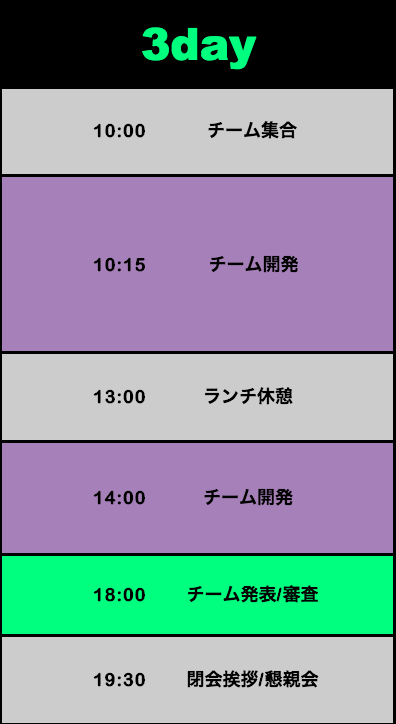 3day
10:00 チーム集合
10:15 チーム開発
13:00 ランチ休憩
14:00 チーム開発
18:00 チーム発表/審査
19:30 閉会挨拶/懇親会